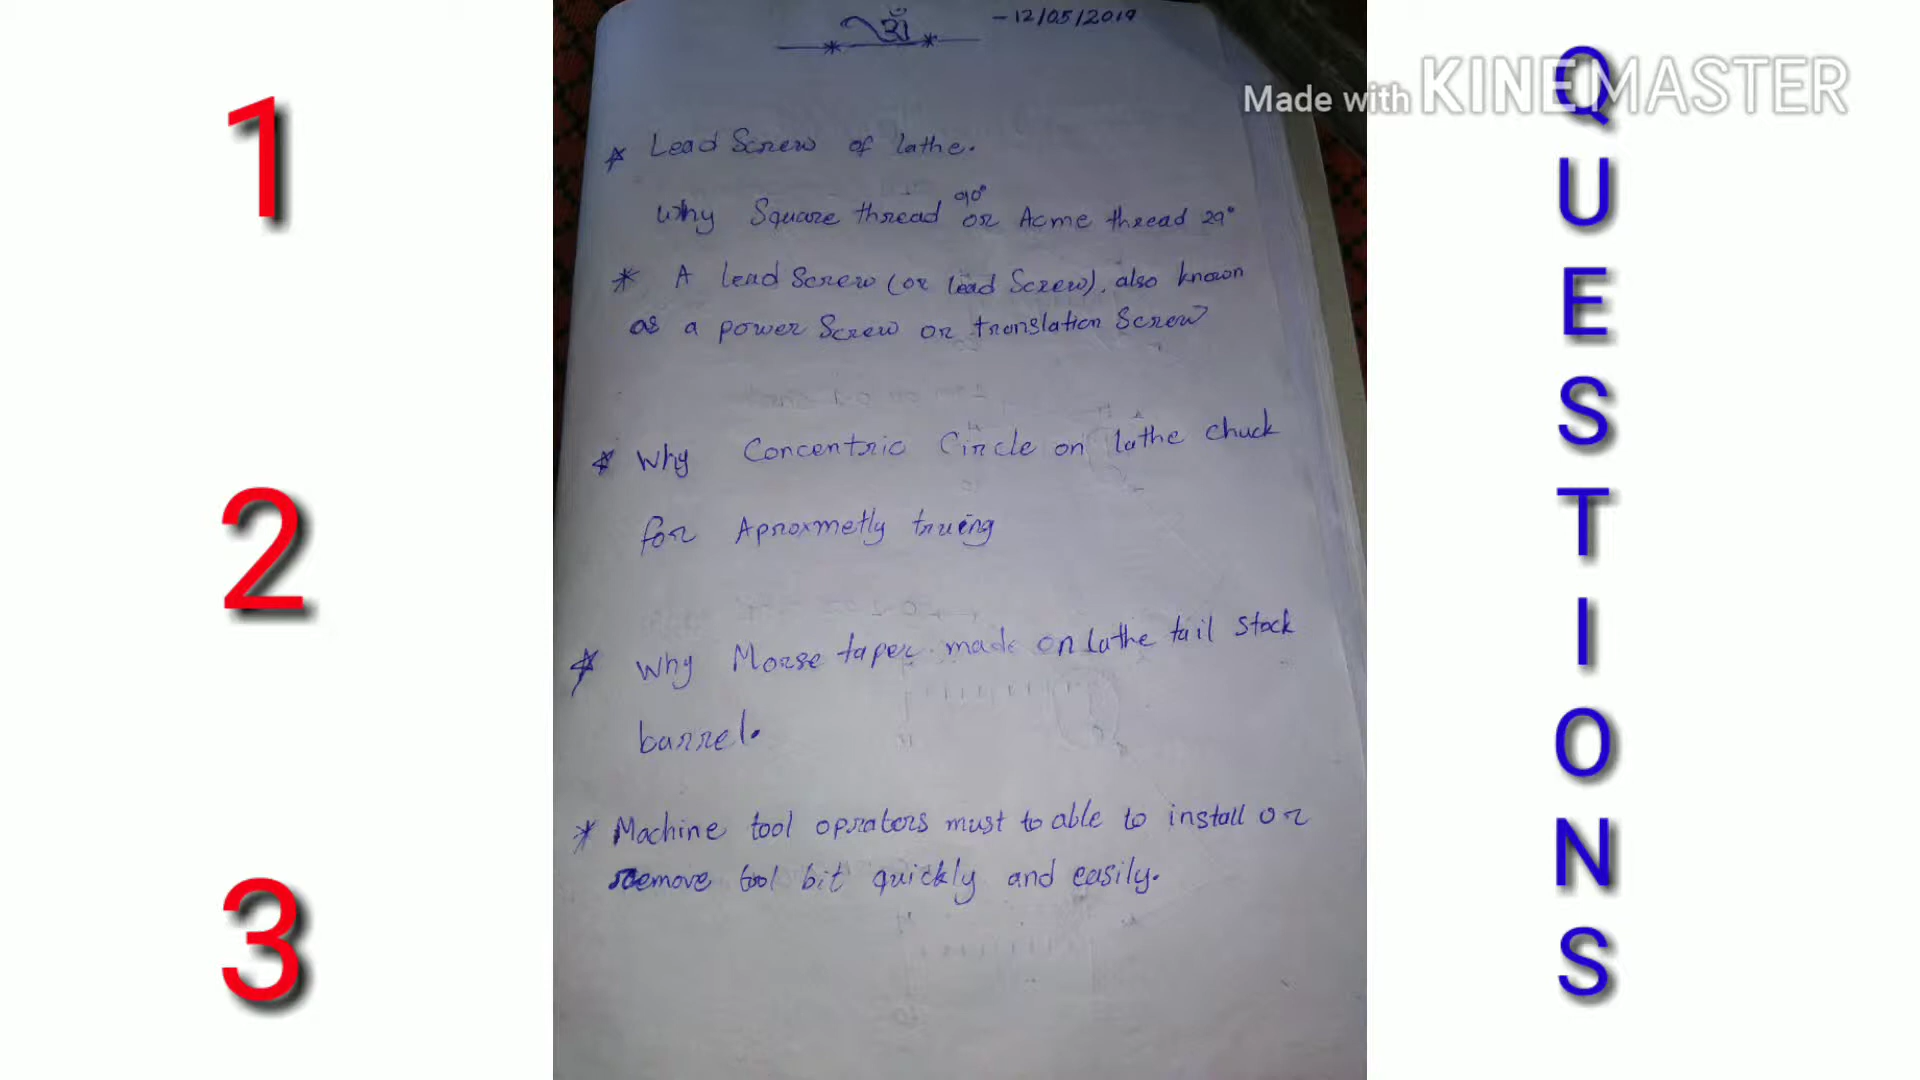 1
2
3
ওঁ
-12/05/2019
* Lead Screw of lathe.
Why Square thread 90° or Acme thread 29°
* A lead Screw (or lead Screw), also known
as a power Screw or translation Screw
* Why Concentric Circle on lathe chuck
for Aproxmetly trueing
* Why Morse taper made on lathe tail stock
barrel.
* Machine tool oprators must to able to install or
remove tool bit quickly and easily.
Made with KINEMASTER
Q
U
E
S
T
I
O
N
S